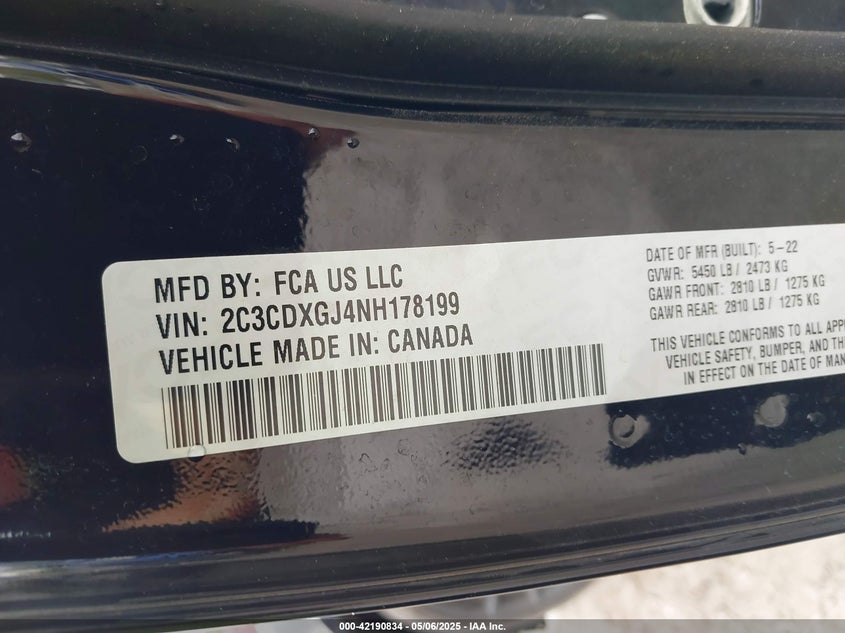 MFD BY: FCA US LLC
VIN: 2C3CDXGJ4NH178199
VEHICLE MADE IN: CANADA
DATE OF MFR (BUILT): 5-22
GVWR: 5450 LB / 2473 KG
GAWR FRONT: 2810 LB / 1275 KG
GAWR REAR: 2810 LB / 1275 KG
THIS VEHICLE CONFORMS TO ALL APP
VEHICLE SAFETY, BUMPER, AND TH
IN EFFECT ON THE DATE OF MAN
000-42190834 - 05/06/2025 - IAA Inc.